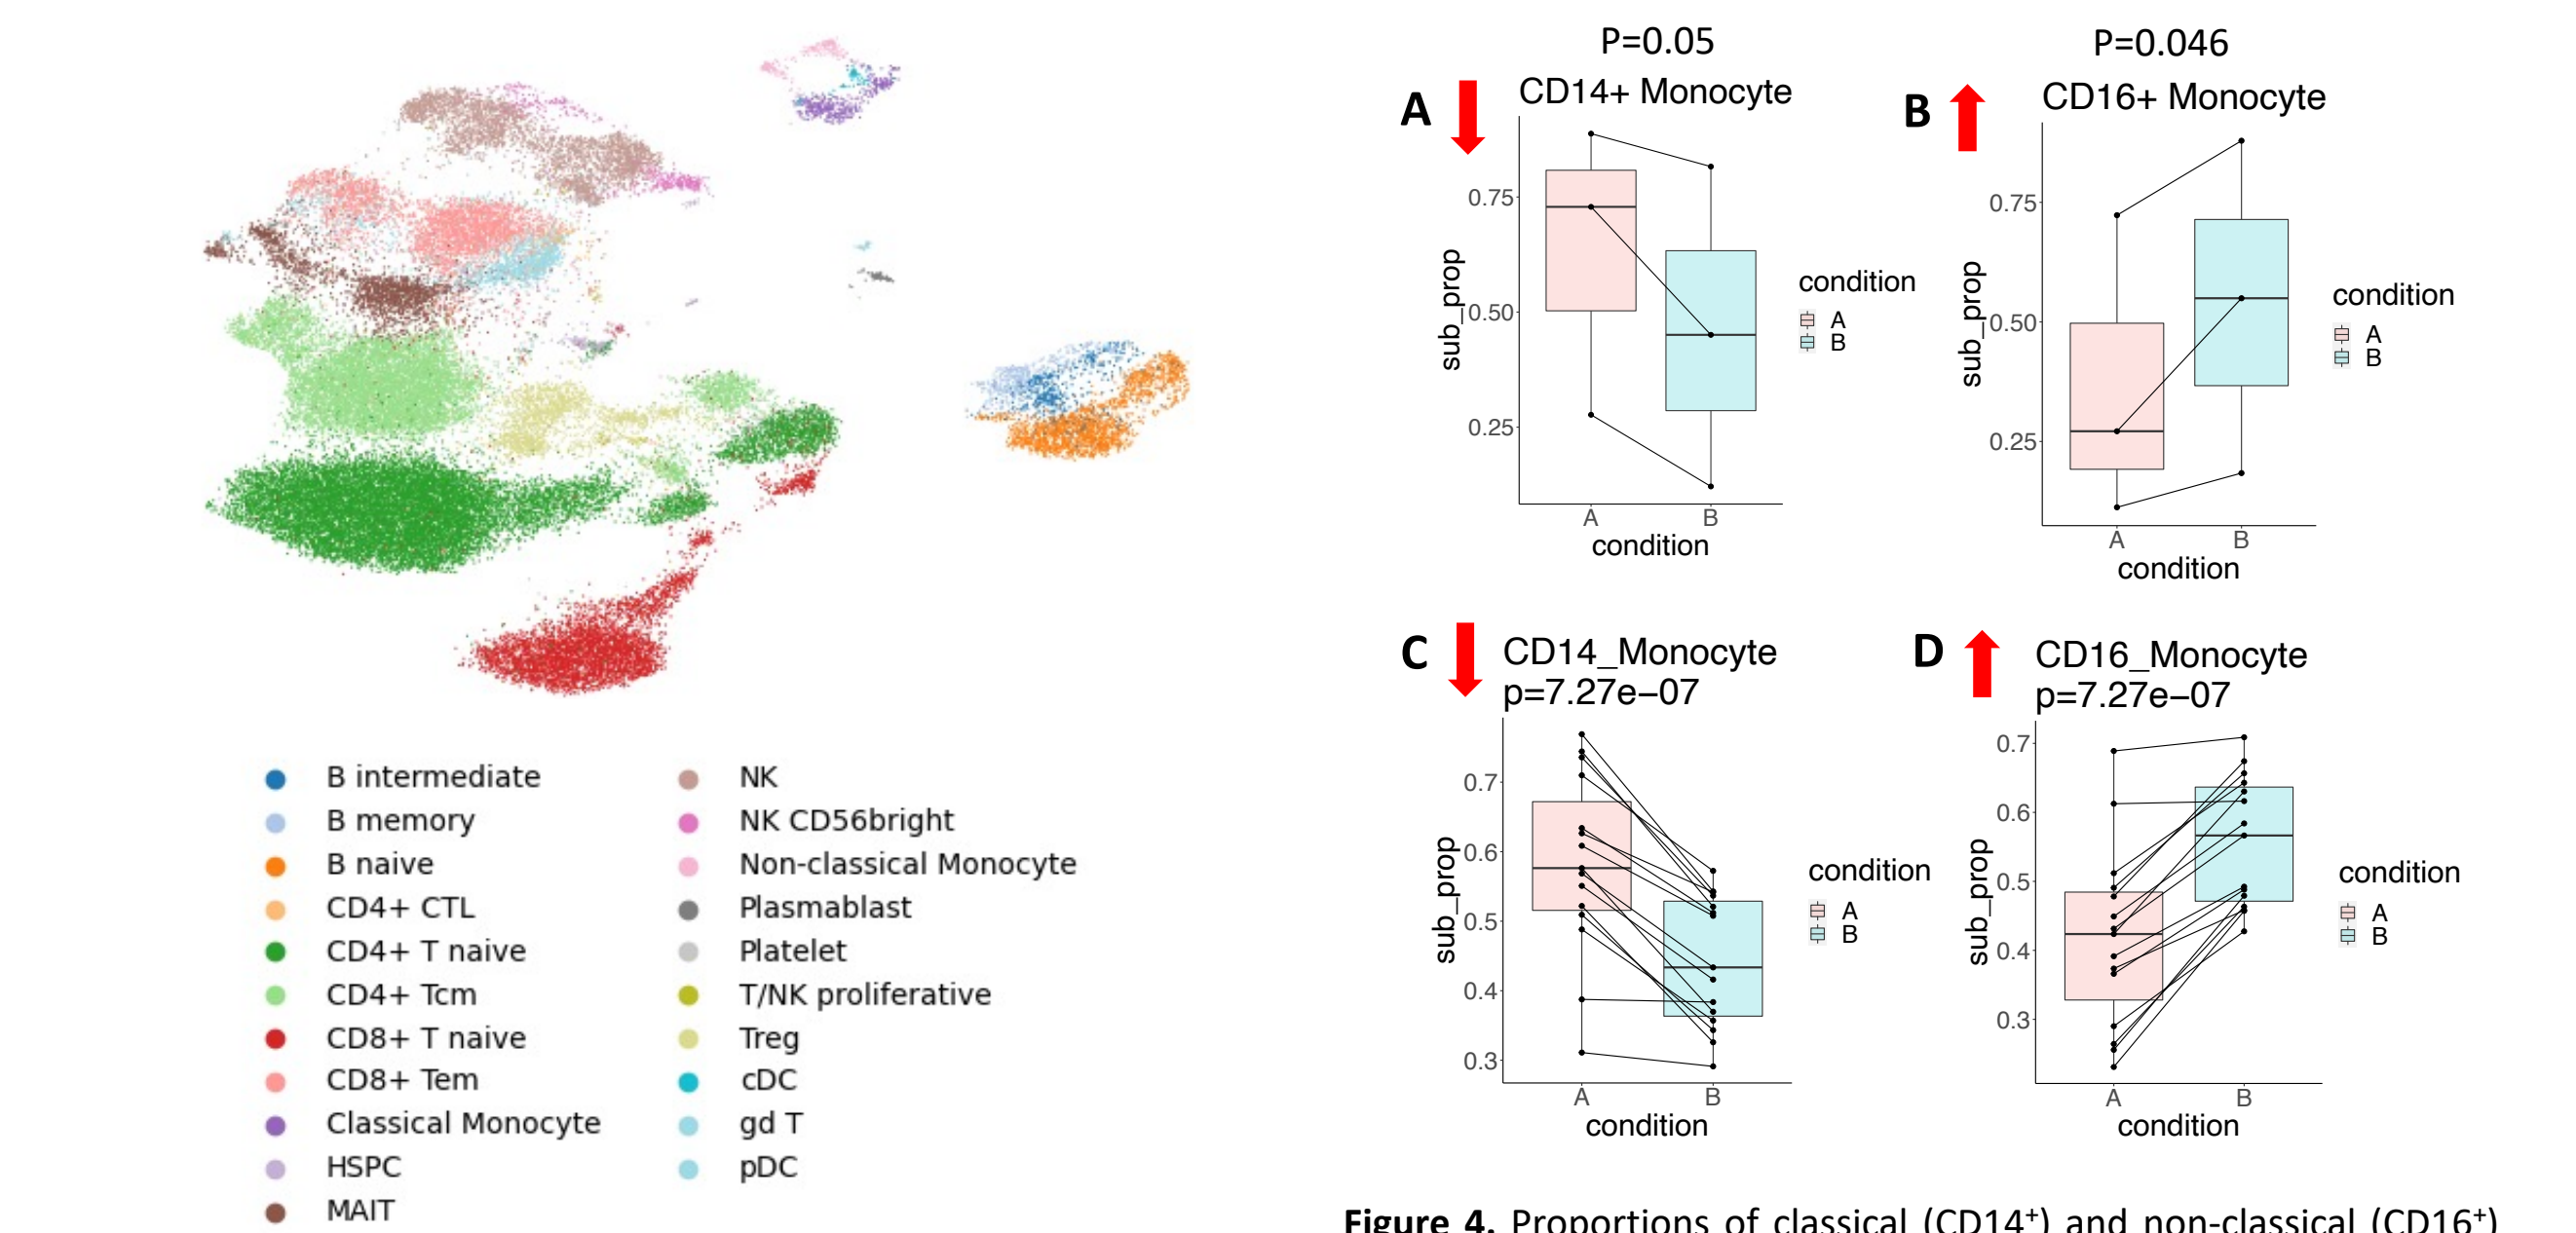 B intermediate
B memory
B naive
CD4+ CTL
CD4+ T naive
CD4+ Tcm
CD8+ T naive
CD8+ Tem
Classical Monocyte
HSPC
MAIT
NK
NK CD56bright
Non-classical Monocyte
Plasmablast
Platelet
T/NK proliferative
Treg
cDC
gd T
pDC
P=0.05
A
CD14+ Monocyte
sub_prop
0.75
0.50
0.25
A
B
condition
condition
A
B
P=0.046
B
CD16+ Monocyte
sub_prop
0.75
0.50
0.25
A
B
condition
condition
A
B
C
CD14_Monocyte
p=7.27e−07
sub_prop
0.7
0.6
0.5
0.4
0.3
A
B
condition
condition
A
B
D
CD16_Monocyte
p=7.27e−07
sub_prop
0.7
0.6
0.5
0.4
0.3
A
B
condition
condition
A
B
Figure 4. Proportions of classical (CD14⁺) and non-classical (CD16⁺)